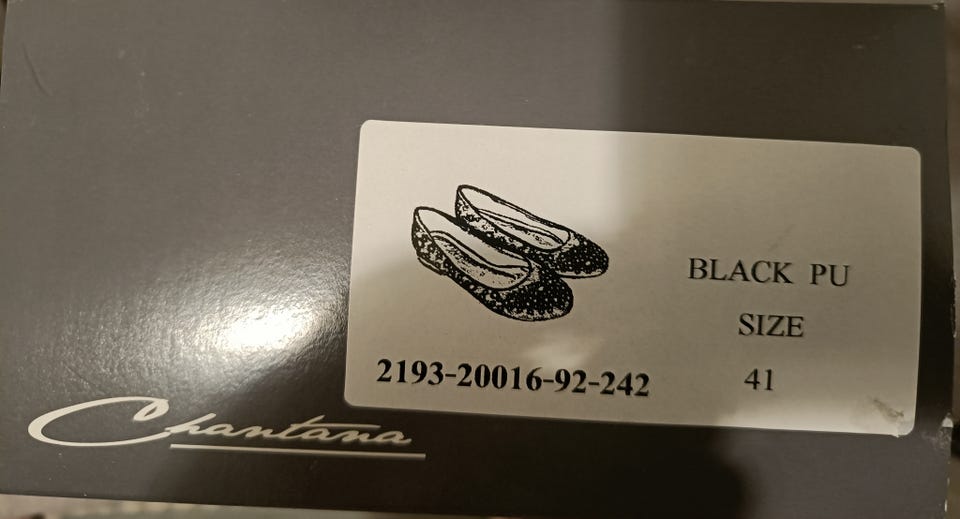 BLACK PU
SIZE
2193-20016-92-242 41
Chantana